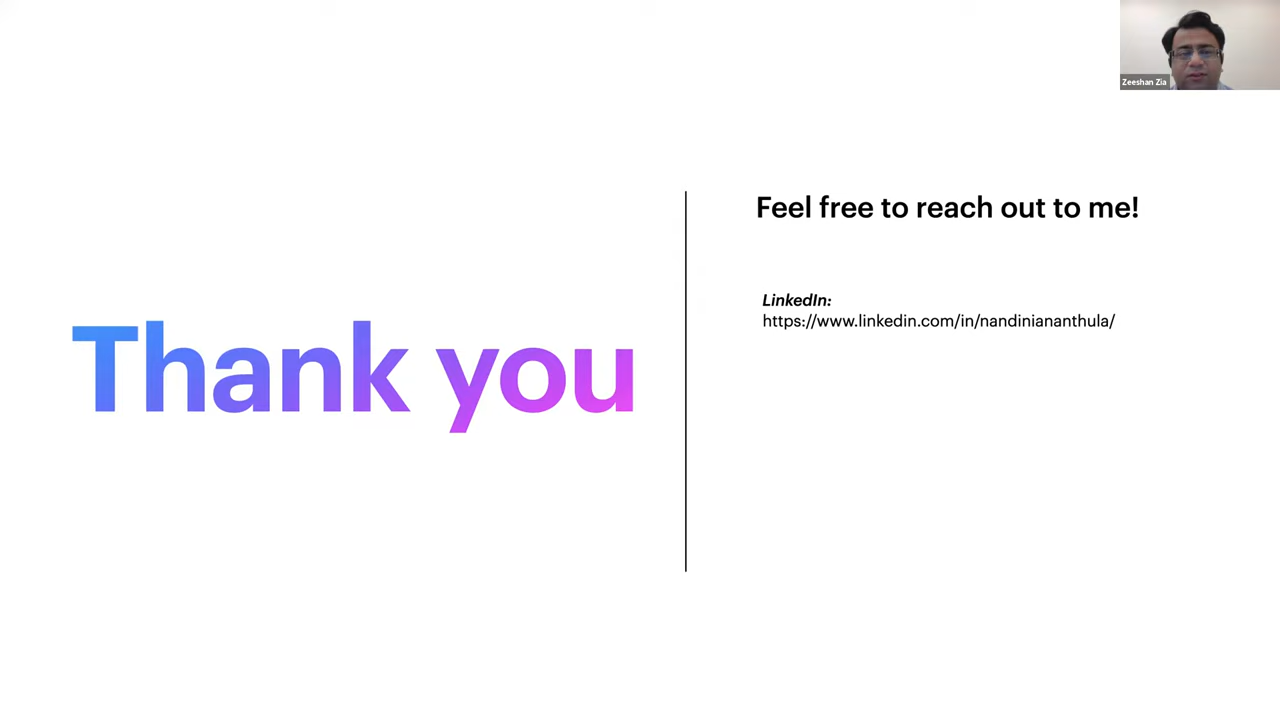 Zeeshan Zia
Thank you
Feel free to reach out to me!
LinkedIn:
https://www.linkedin.com/in/nandiniananthula/